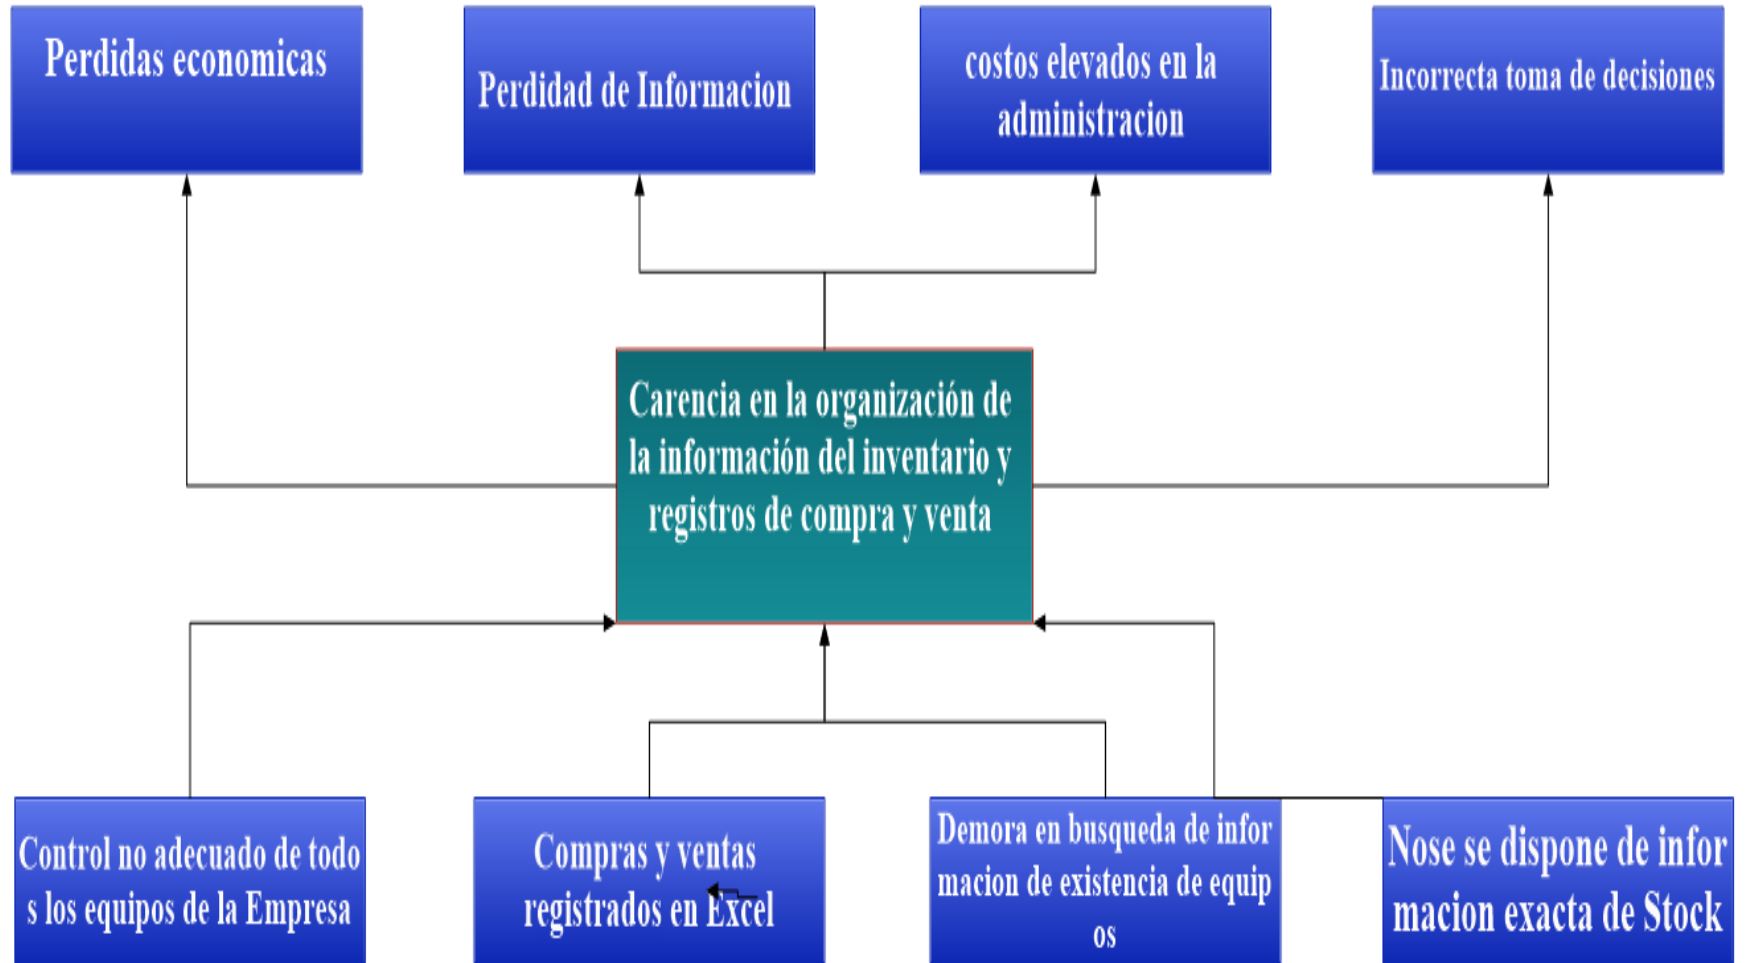 Perdidas economicas
Perdidad de Informacion
costos elevados en la
administracion
Incorrecta toma de decisiones
Carencia en la organización de
la información del inventario y
registros de compra y venta
Control no adecuado de todo
s los equipos de la Empresa
Compras y ventas
registrados en Excel
Demora en busqueda de infor
macion de existencia de equip
os
Nose se dispone de infor
macion exacta de Stock